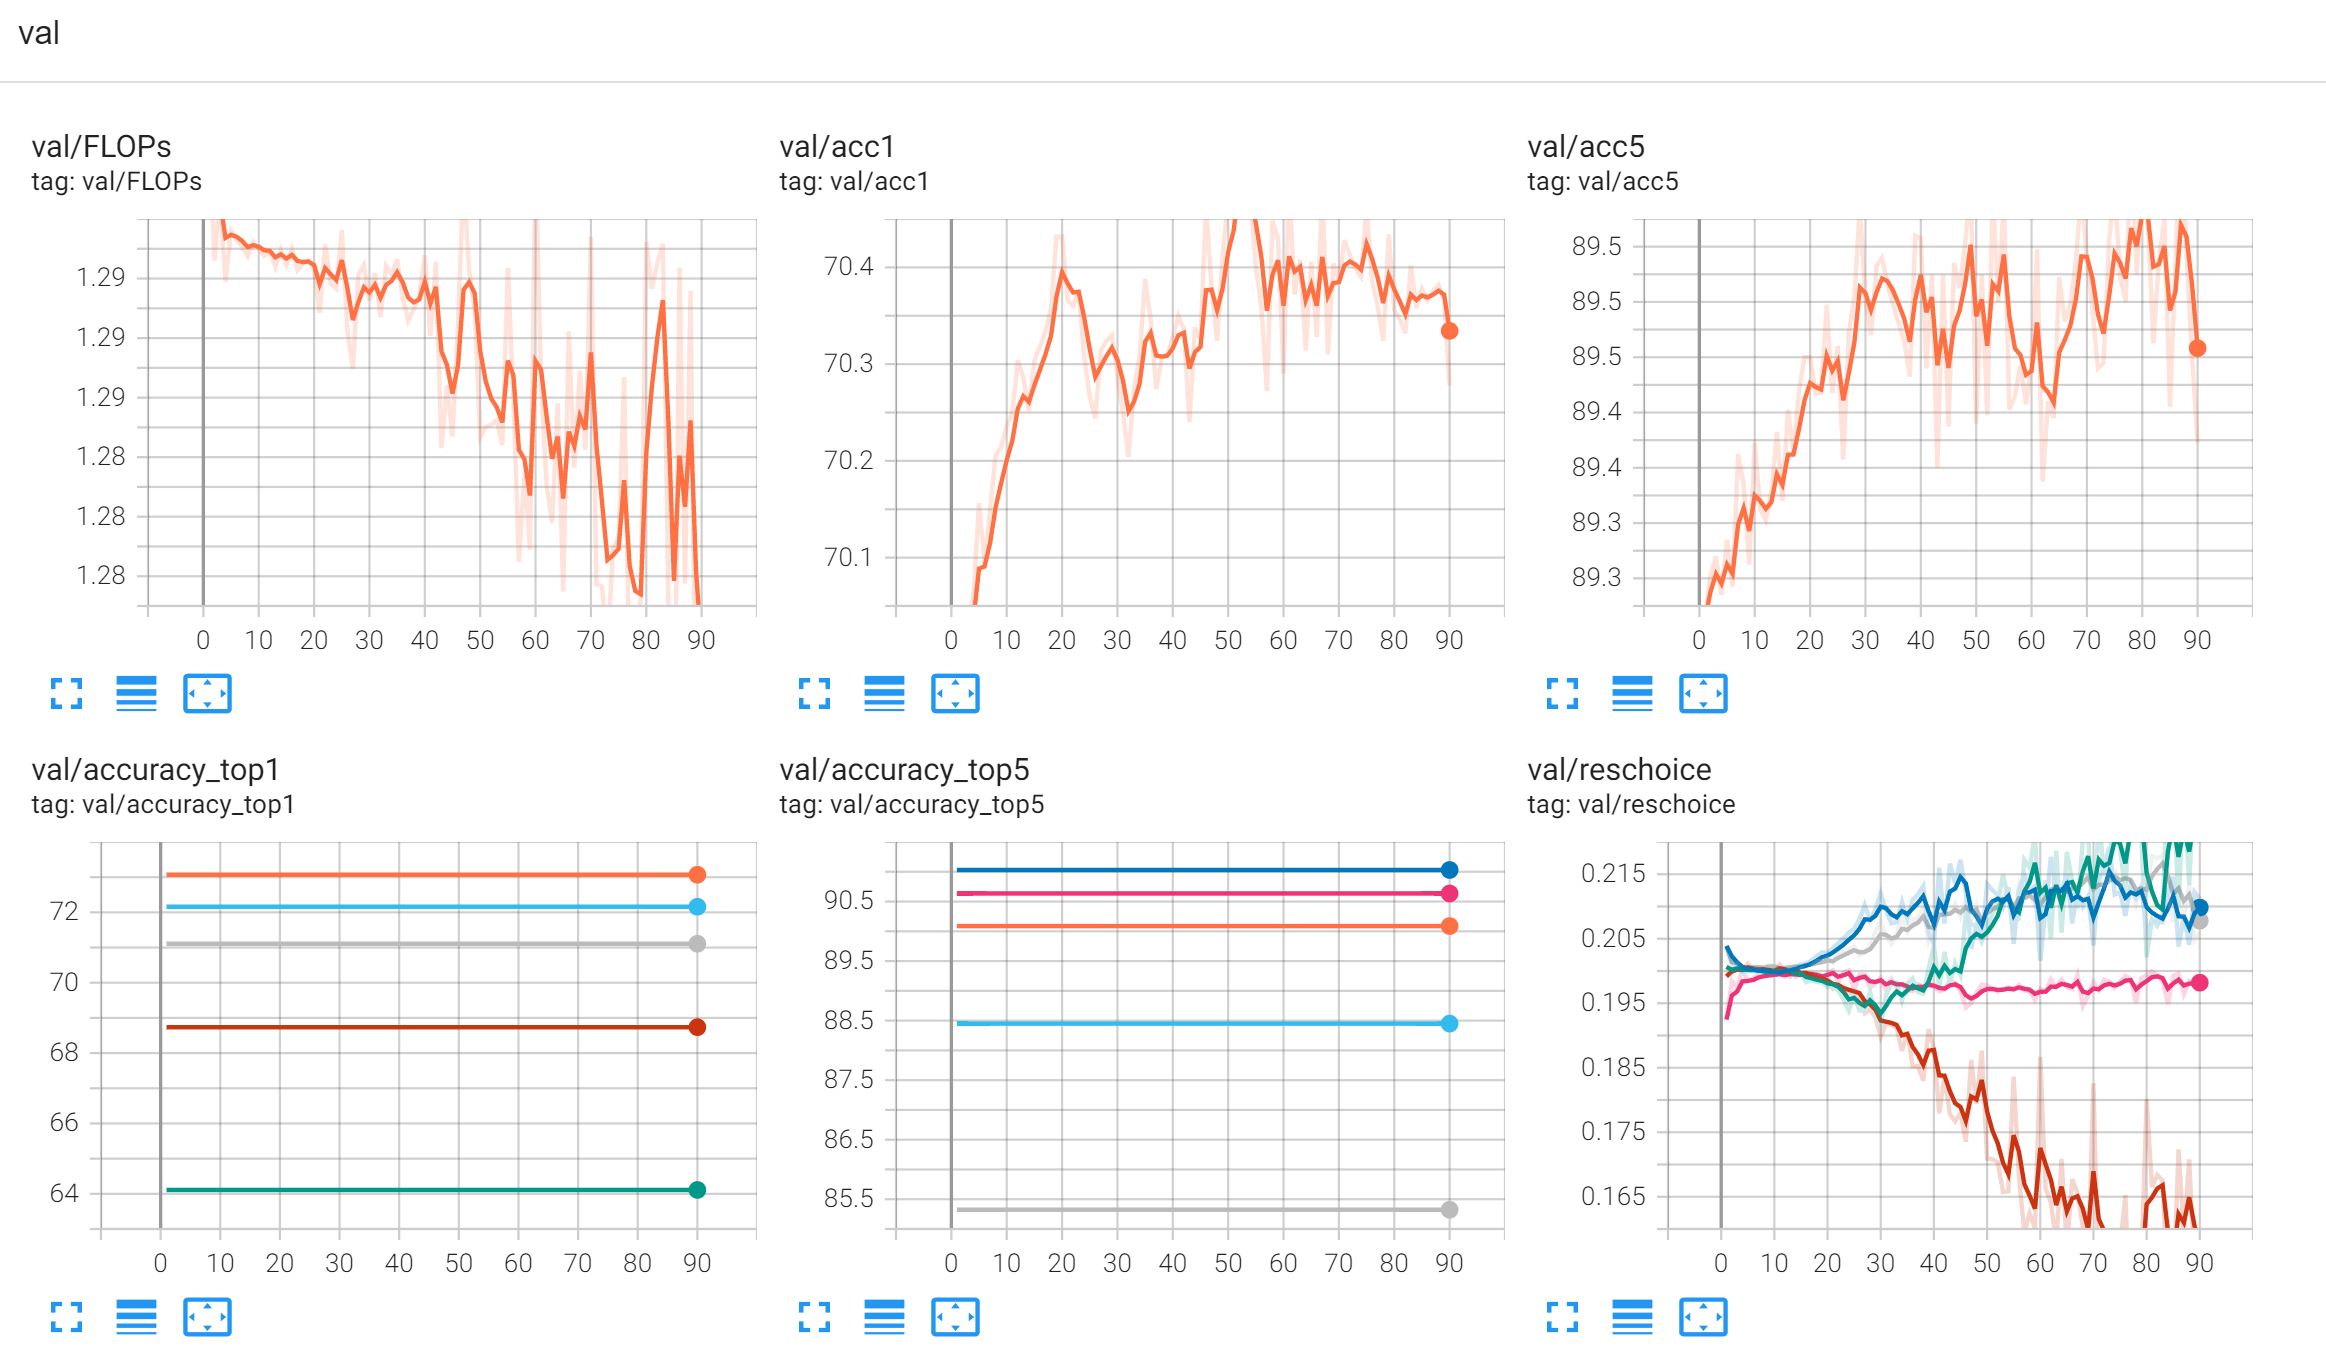 val
val/FLOPs
tag: val/FLOPs
1.29
1.29
1.29
1.28
1.28
1.28
0 10 20 30 40 50 60 70 80 90
val/acc1
tag: val/acc1
70.4
70.3
70.2
70.1
0 10 20 30 40 50 60 70 80 90
val/acc5
tag: val/acc5
89.5
89.5
89.5
89.4
89.4
89.3
89.3
0 10 20 30 40 50 60 70 80 90
val/accuracy_top1
tag: val/accuracy_top1
72
70
68
66
64
0 10 20 30 40 50 60 70 80 90
val/accuracy_top5
tag: val/accuracy_top5
90.5
89.5
88.5
87.5
86.5
85.5
0 10 20 30 40 50 60 70 80 90
val/reschoice
tag: val/reschoice
0.215
0.205
0.195
0.185
0.175
0.165
0 10 20 30 40 50 60 70 80 90